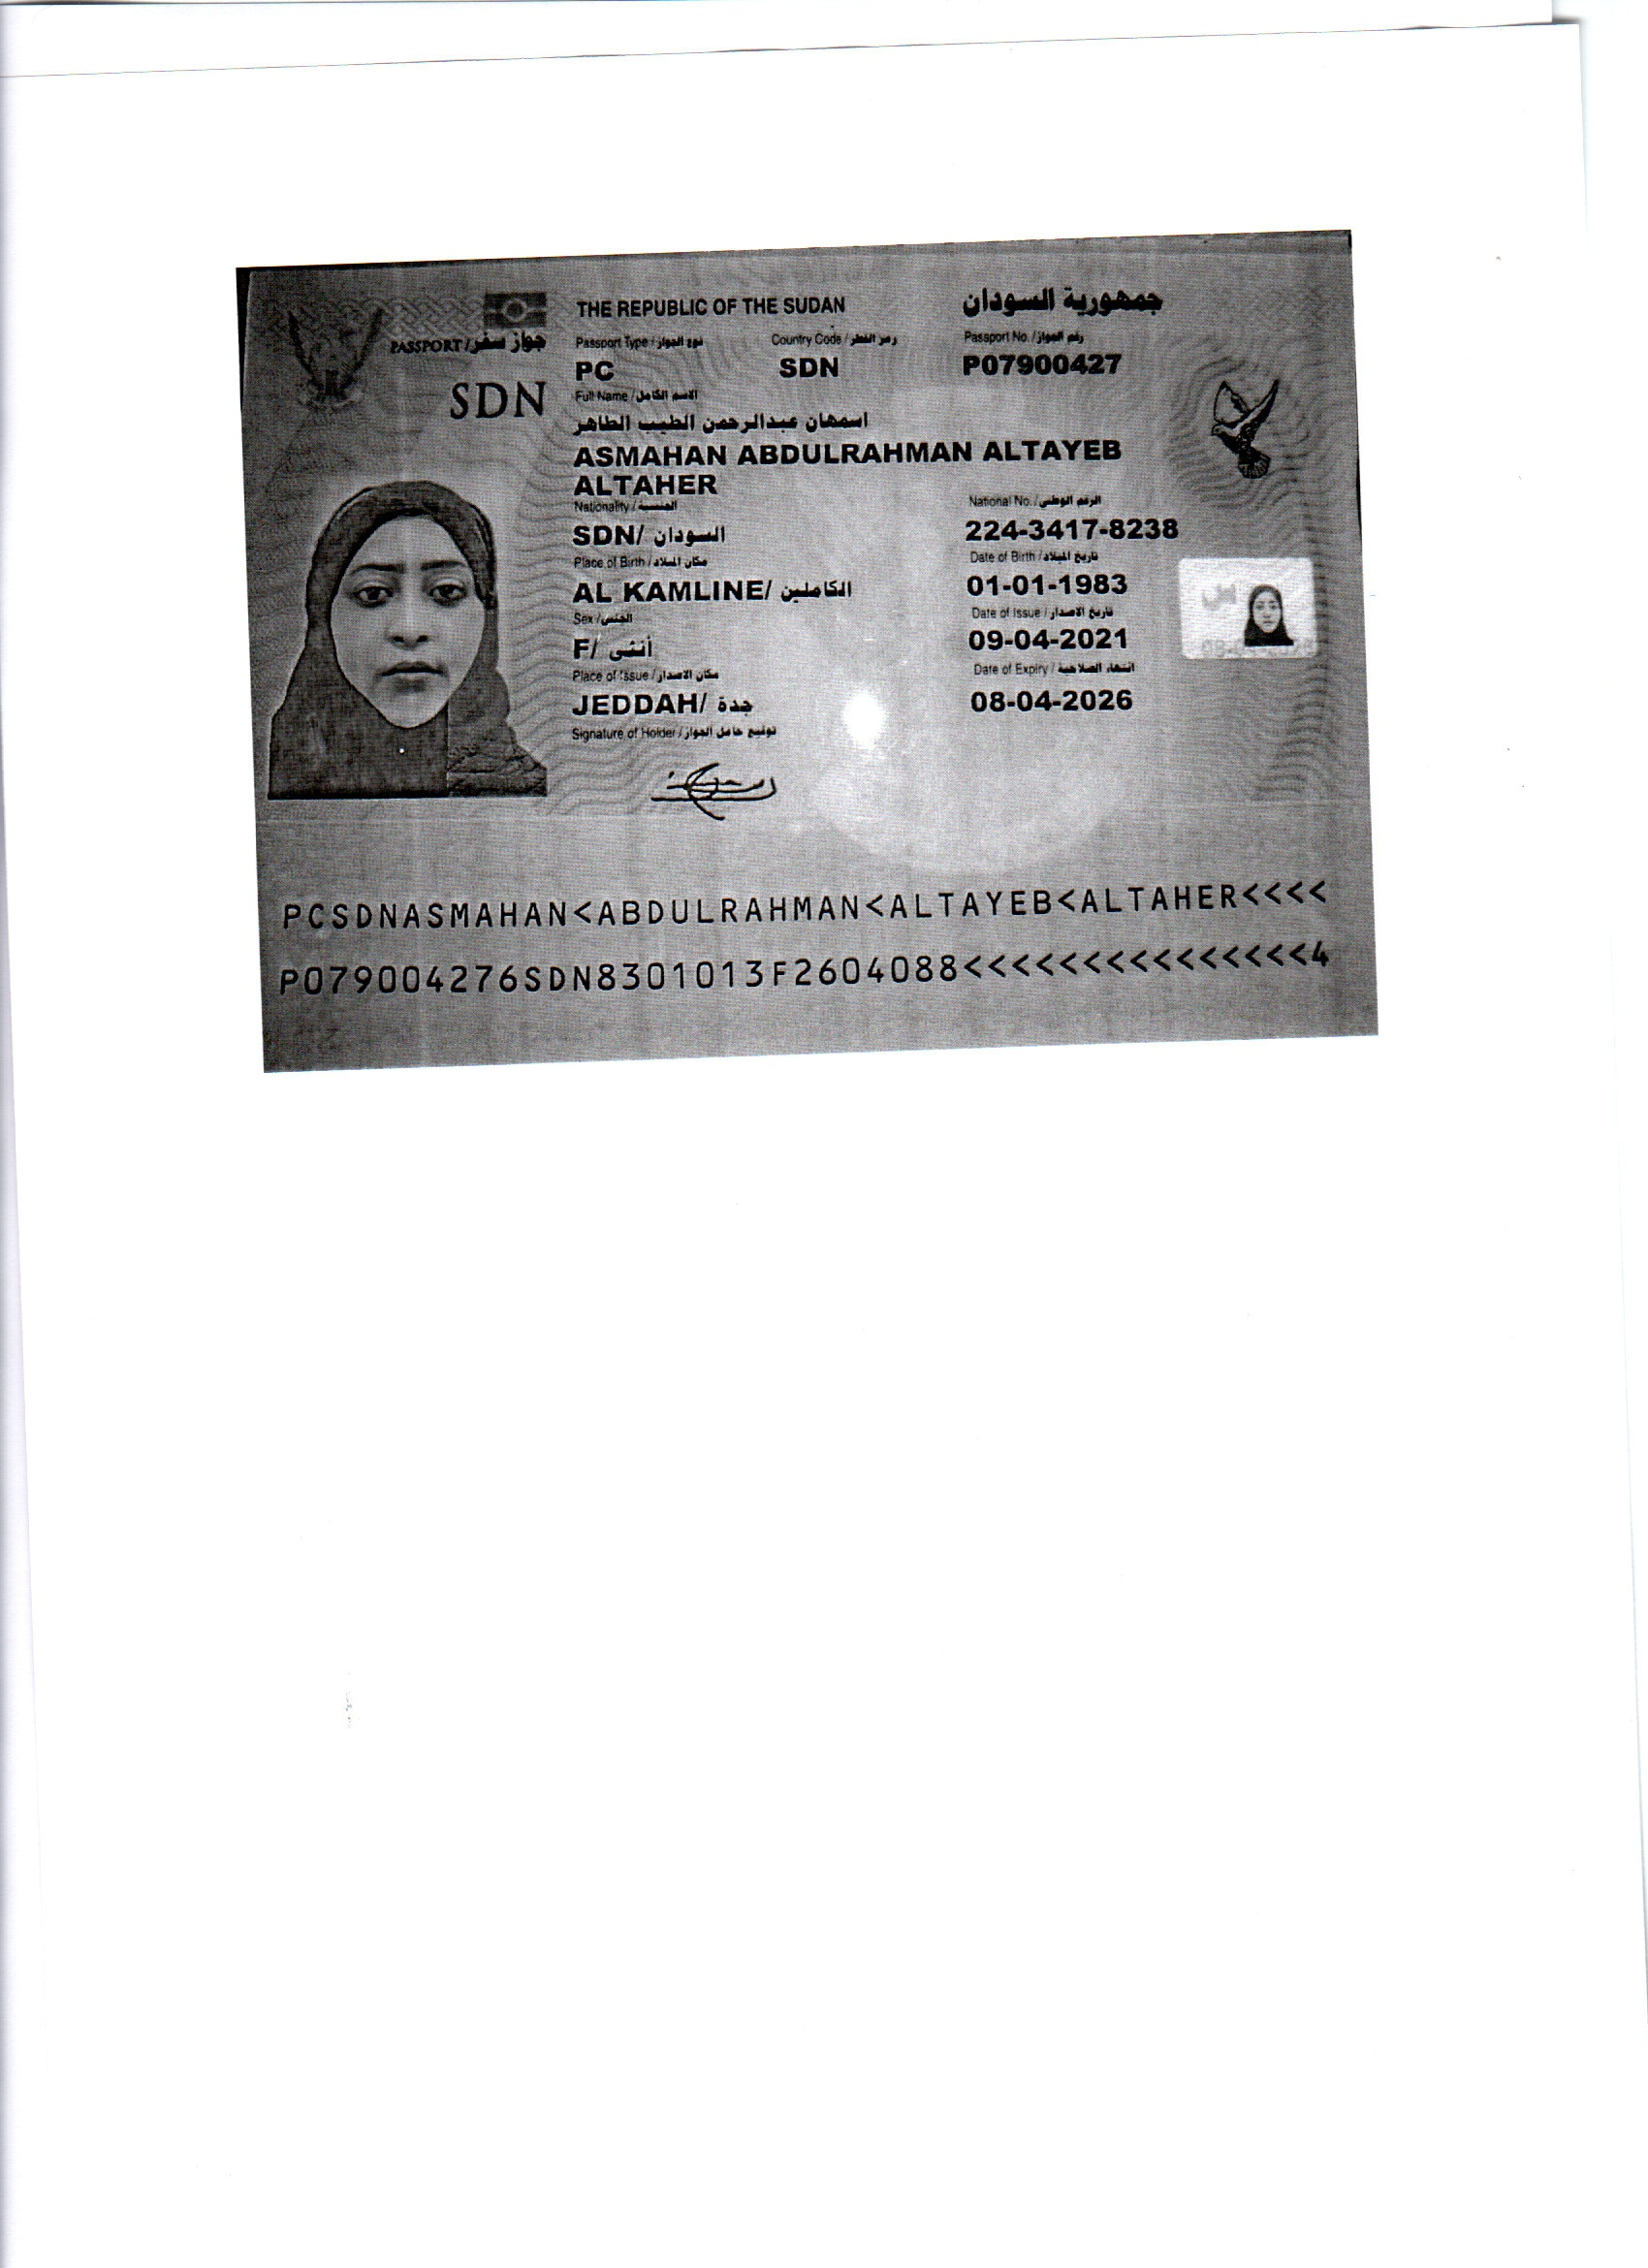 THE REPUBLIC OF THE SUDAN جمهورية السودان
PASSPORT / جواز سفر
Passport Type / نوع الجواز Country Code / رمز القطر Passport No. / رقم الجواز
PC SDN P07900427
SDN
Full Name / الاسم الكامل
اسمهان عبدالرحمن الطيب الطاهر
ASMAHAN ABDULRAHMAN ALTAYEB
ALTAHER
Nationality / الجنسية National No. / الرقم الوطني
SDN/ السودان 224-3417-8238
Place of Birth / مكان الميلاد Date of Birth / تاريخ الميلاد
AL KAMLINE/ الكاملين 01-01-1983
Sex / الجنس Date of Issue / تاريخ الاصدار
F/ أنثى 09-04-2021
Place of Issue / مكان الاصدار Date of Expiry / انتهاء الصلاحية
JEDDAH/ جدة 08-04-2026
Signature of Holder / توقيع حامل الجواز
PCSDNASMAHAN<ABDULRAHMAN<ALTAYEB<ALTAHER<<<<
P079004276SDN8301013F2604088<<<<<<<<<<<<<<<4